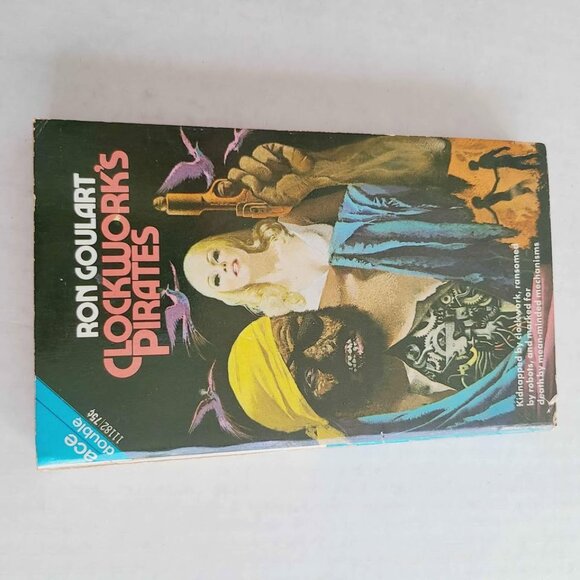 ace
double
11182/75¢
RON GOULART
CLOCKWORK'S
PIRATES
Kidnapped by clockwork, ransomed
by robots, and marked for
death by mean-minded mechanisms